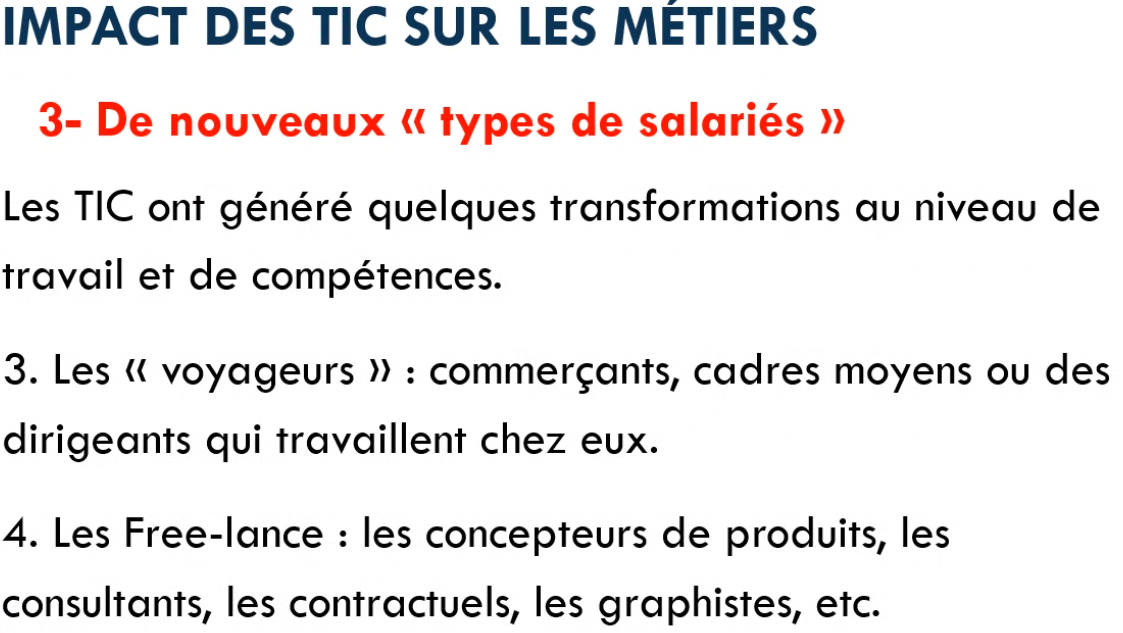 IMPACT DES TIC SUR LES MÉTIERS
3- De nouveaux « types de salariés »
Les TIC ont généré quelques transformations au niveau de
travail et de compétences.
3. Les « voyageurs » : commerçants, cadres moyens ou des
dirigeants qui travaillent chez eux.
4. Les Free-lance : les concepteurs de produits, les
consultants, les contractuels, les graphistes, etc.